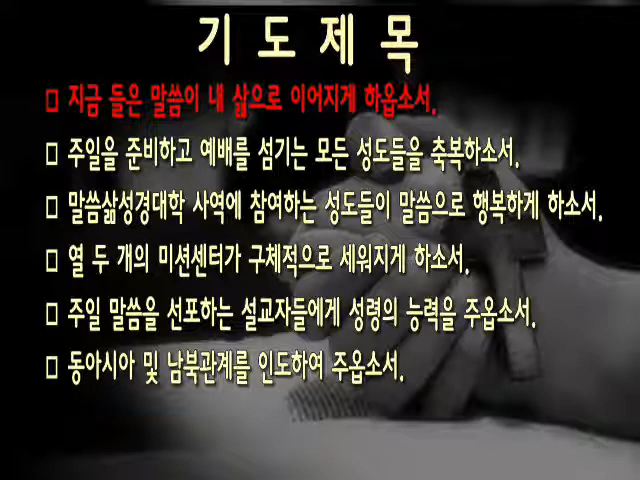 기 도 제 목
□ 지금 들은 말씀이 내 삶으로 이어지게 하옵소서.
□ 주일을 준비하고 예배를 섬기는 모든 성도들을 축복하소서.
□ 말씀삶성경대학 사역에 참여하는 성도들이 말씀으로 행복하게 하소서.
□ 열 두 개의 미션센터가 구체적으로 세워지게 하소서.
□ 주일 말씀을 선포하는 설교자들에게 성령의 능력을 주옵소서.
□ 동아시아 및 남북관계를 인도하여 주옵소서.